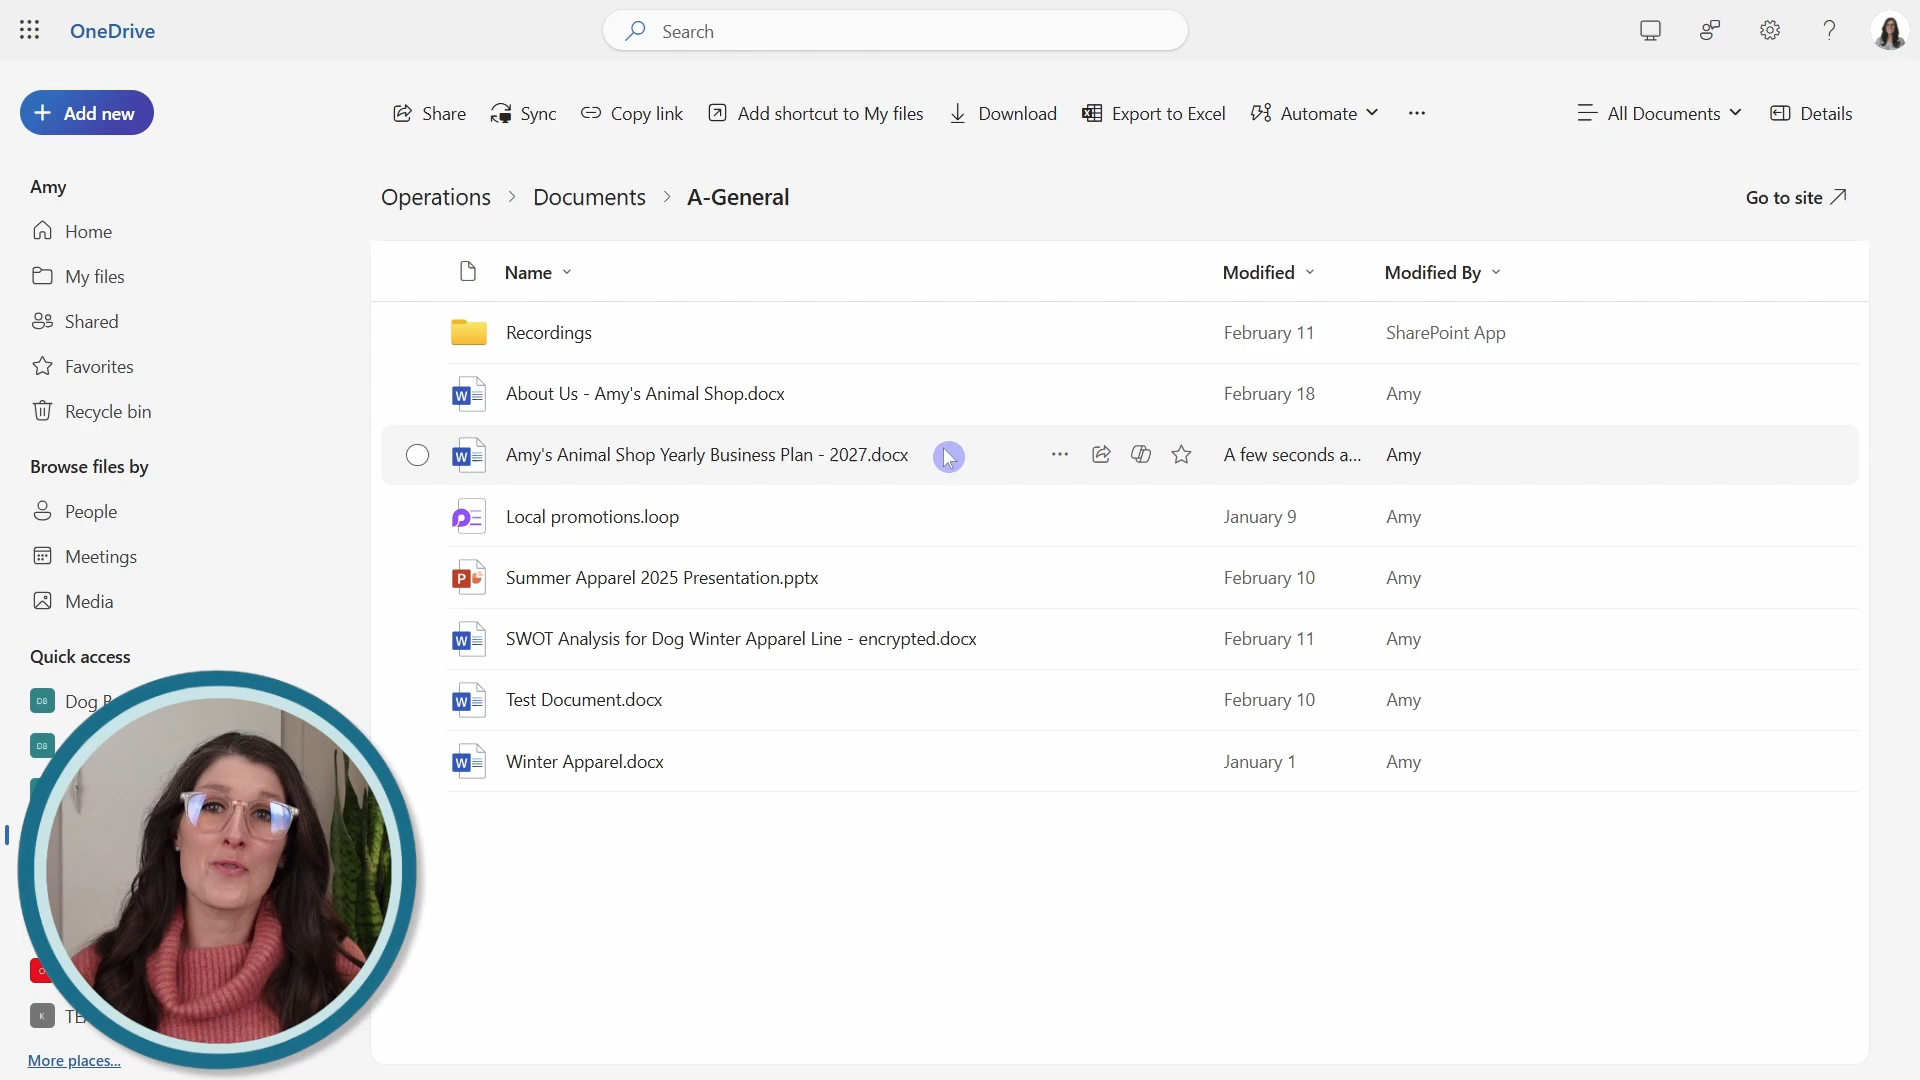 OneDrive
Search
Add new
Share
Sync
Copy link
Add shortcut to My files
Download
Export to Excel
Automate
All Documents
Details
Amy
Home
My files
Shared
Favorites
Recycle bin
Browse files by
People
Meetings
Media
Quick access
DB Dog
DB
K
More places...
Operations > Documents > A-General
Go to site
Name Modified Modified By
Recordings February 11 SharePoint App
About Us - Amy's Animal Shop.docx February 18 Amy
Amy's Animal Shop Yearly Business Plan - 2027.docx A few seconds a... Amy
Local promotions.loop January 9 Amy
Summer Apparel 2025 Presentation.pptx February 10 Amy
SWOT Analysis for Dog Winter Apparel Line - encrypted.docx February 11 Amy
Test Document.docx February 10 Amy
Winter Apparel.docx January 1 Amy